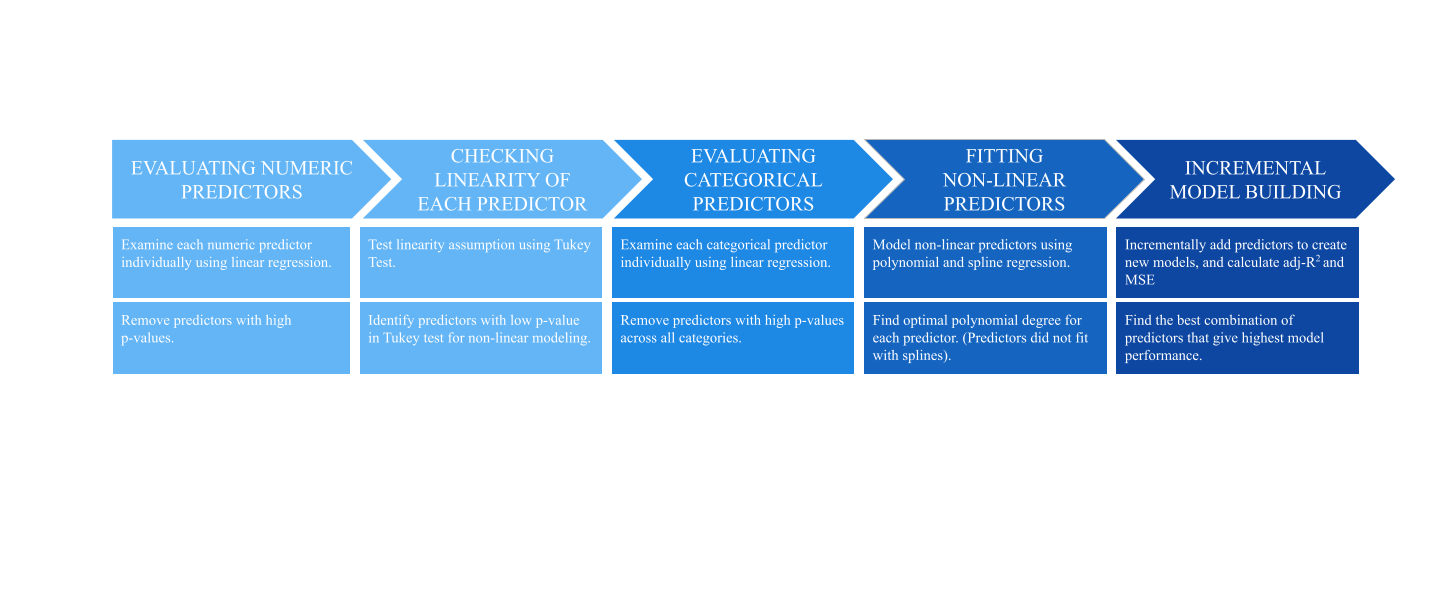 EVALUATING NUMERIC
PREDICTORS
CHECKING
LINEARITY OF
EACH PREDICTOR
EVALUATING
CATEGORICAL
PREDICTORS
FITTING
NON-LINEAR
PREDICTORS
INCREMENTAL
MODEL BUILDING
Examine each numeric predictor
individually using linear regression.
Test linearity assumption using Tukey
Test.
Examine each categorical predictor
individually using linear regression.
Model non-linear predictors using
polynomial and spline regression.
Incrementally add predictors to create
new models, and calculate adj-R² and
MSE
Remove predictors with high
p-values.
Identify predictors with low p-value
in Tukey test for non-linear modeling.
Remove predictors with high p-values
across all categories.
Find optimal polynomial degree for
each predictor. (Predictors did not fit
with splines).
Find the best combination of
predictors that give highest model
performance.